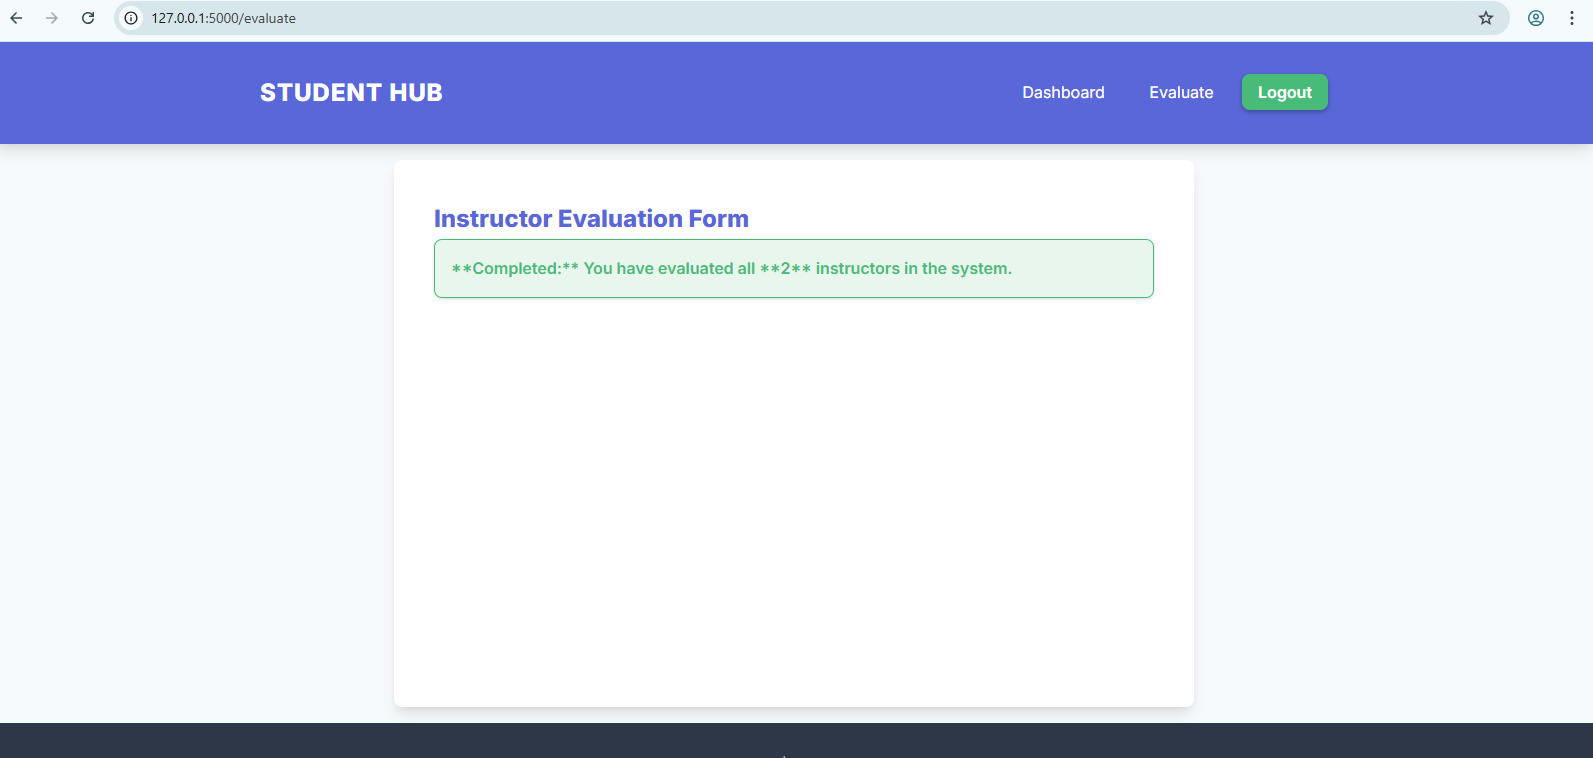 127.0.0.1:5000/evaluate
STUDENT HUB
Dashboard
Evaluate
Logout
Instructor Evaluation Form
**Completed:** You have evaluated all **2** instructors in the system.